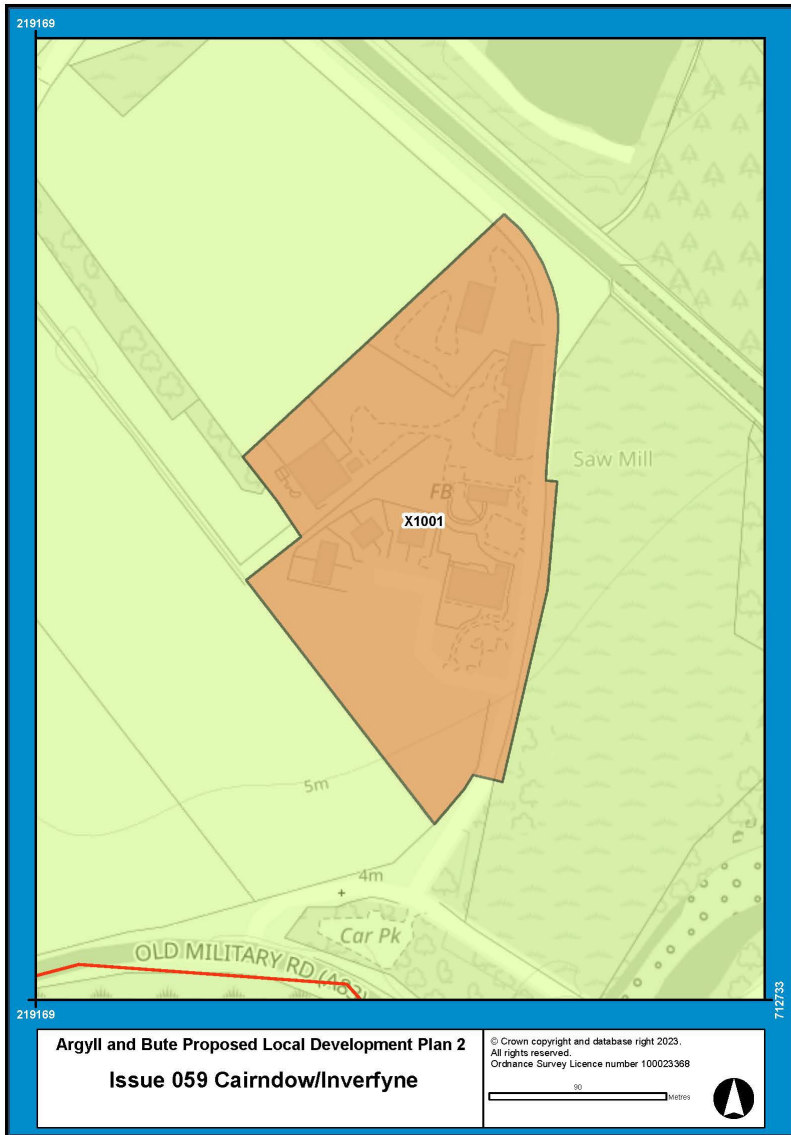 219169
Saw Mill
FB
X1001
5m
4m
Car Pk
OLD MILITARY RD (A83)
219169
712733
Argyll and Bute Proposed Local Development Plan 2
Issue 059 Cairndow/Inverfyne
© Crown copyright and database right 2023.
All rights reserved.
Ordnance Survey Licence number 100023368
90
Metres